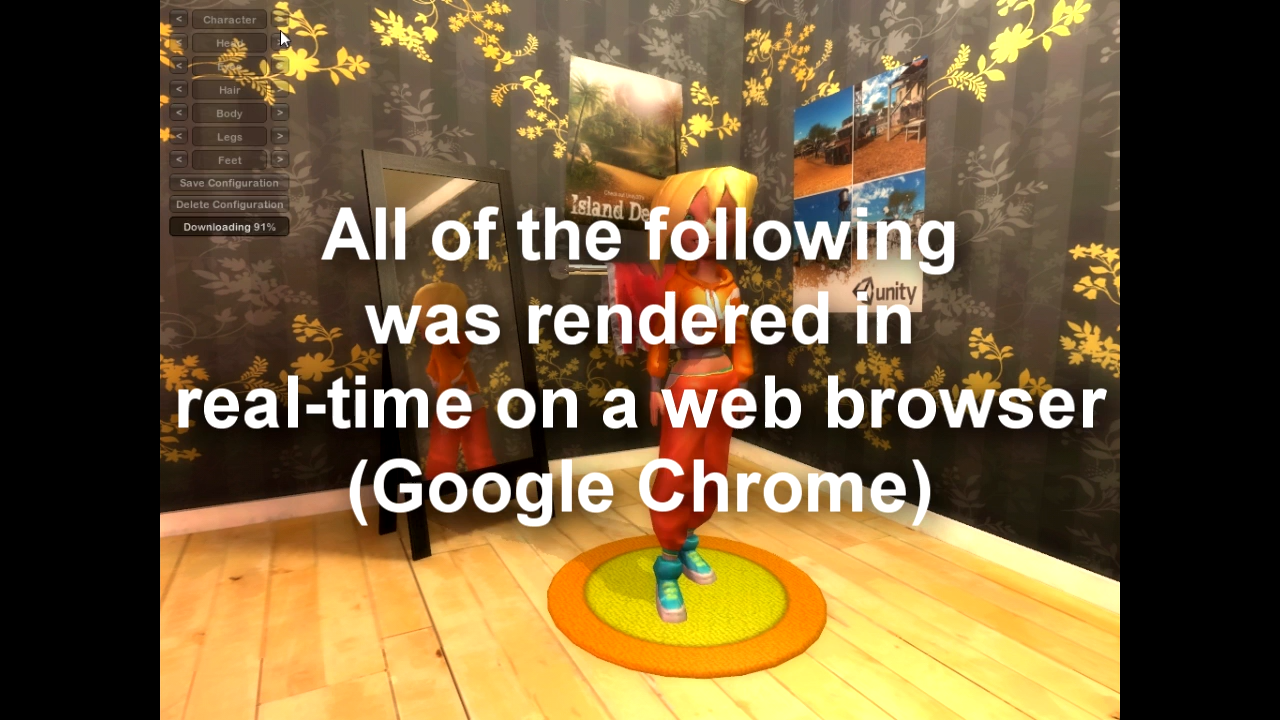 < Character
< Head >
<
< Hair
< Body >
< Legs >
< Feet >
Save Configuration
Delete Configuration
Downloading 91%
Island De
unity
All of the following
was rendered in
real-time on a web browser
(Google Chrome)